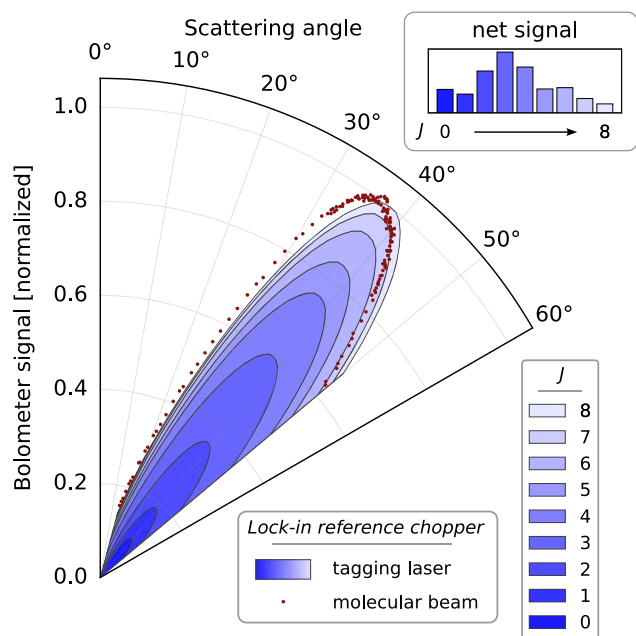 Scattering angle
0°
10°
20°
30°
40°
50°
60°
net signal
J 0 8
Bolometer signal [normalized]
1.0
0.8
0.6
0.4
0.2
0.0
Lock-in reference chopper
tagging laser
molecular beam
J
8
7
6
5
4
3
2
1
0